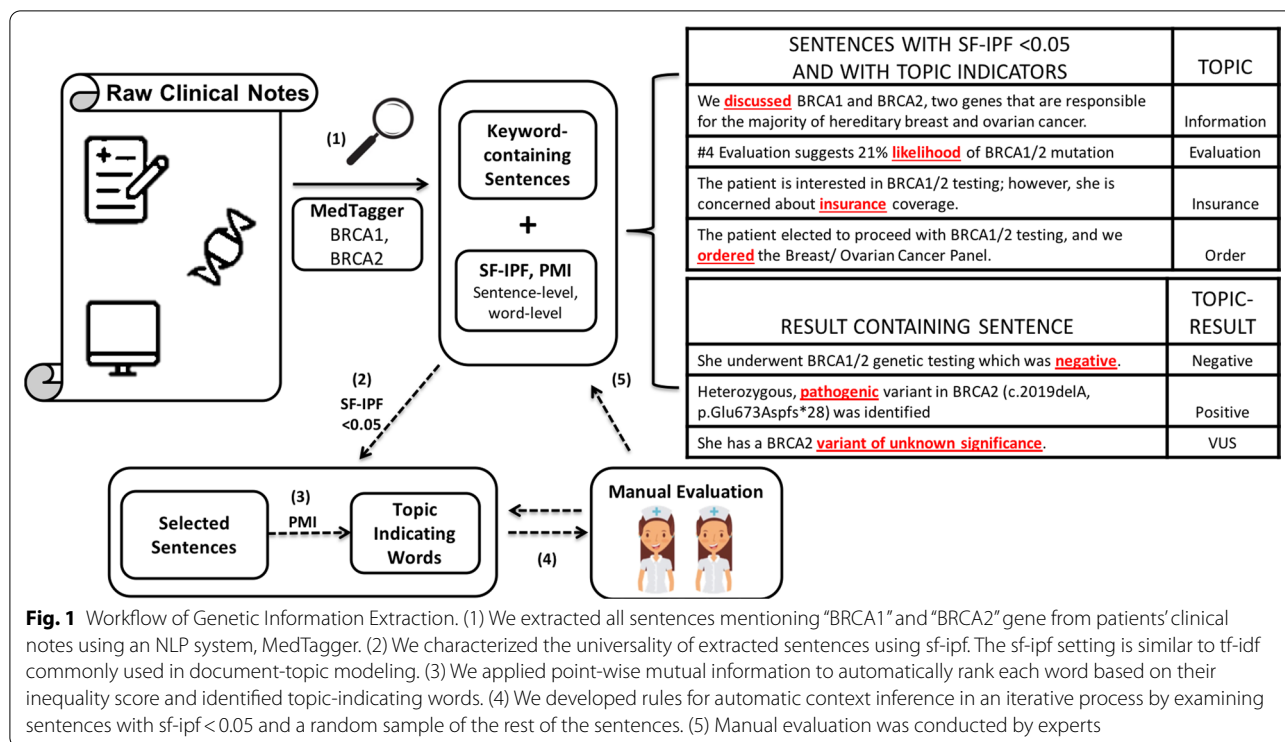 Raw Clinical Notes
(1)
MedTagger
BRCA1,
BRCA2
Keyword-
containing
Sentences
+
SF-IPF, PMI
Sentence-level,
word-level
SENTENCES WITH SF-IPF <0.05
AND WITH TOPIC INDICATORS
TOPIC
We discussed BRCA1 and BRCA2, two genes that are responsible
for the majority of hereditary breast and ovarian cancer.
Information
#4 Evaluation suggests 21% likelihood of BRCA1/2 mutation
Evaluation
The patient is interested in BRCA1/2 testing; however, she is
concerned about insurance coverage.
Insurance
The patient elected to proceed with BRCA1/2 testing, and we
ordered the Breast/ Ovarian Cancer Panel.
Order
RESULT CONTAINING SENTENCE
TOPIC-
RESULT
She underwent BRCA1/2 genetic testing which was negative.
Negative
Heterozygous, pathogenic variant in BRCA2 (c.2019delA,
p.Glu673Aspfs*28) was identified
Positive
She has a BRCA2 variant of unknown significance.
VUS
(2)
SF-IPF
<0.05
(5)
Selected
Sentences
(3)
PMI
Topic
Indicating
Words
(4)
Manual Evaluation
Fig. 1 Workflow of Genetic Information Extraction. (1) We extracted all sentences mentioning “BRCA1” and “BRCA2” gene from patients’ clinical
notes using an NLP system, MedTagger. (2) We characterized the universality of extracted sentences using sf-ipf. The sf-ipf setting is similar to tf-idf
commonly used in document-topic modeling. (3) We applied point-wise mutual information to automatically rank each word based on their
inequality score and identified topic-indicating words. (4) We developed rules for automatic context inference in an iterative process by examining
sentences with sf-ipf < 0.05 and a random sample of the rest of the sentences. (5) Manual evaluation was conducted by experts